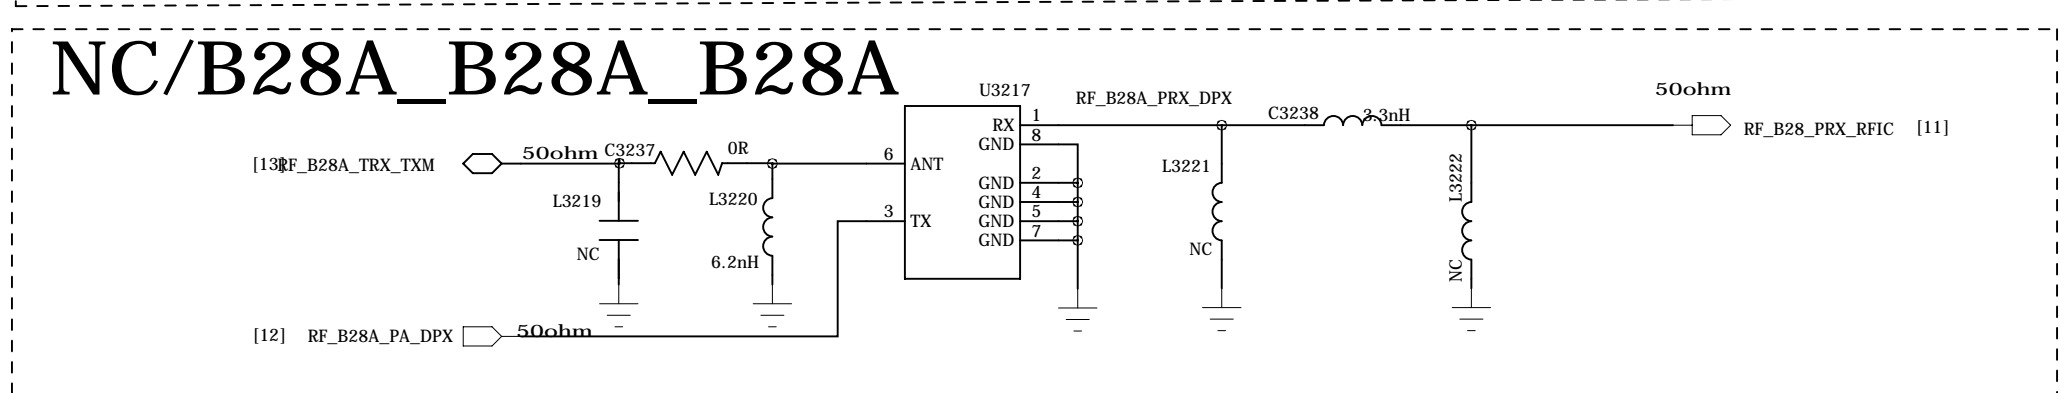 NC/B28A_B28A_B28A
U3217
RF_B28A_PRX_DPX
50ohm
C3238
3.3nH
RX
1
RF_B28_PRX_RFIC
[11]
GND
8
[13]
RF_B28A_TRX_TXM
50ohm
C3237
0R
6
ANT
L3221
L3222
GND
2
L3219
L3220
GND
4
3
TX
GND
5
GND
7
NC
NC
NC
6.2nH
[12]
RF_B28A_PA_DPX
50ohm